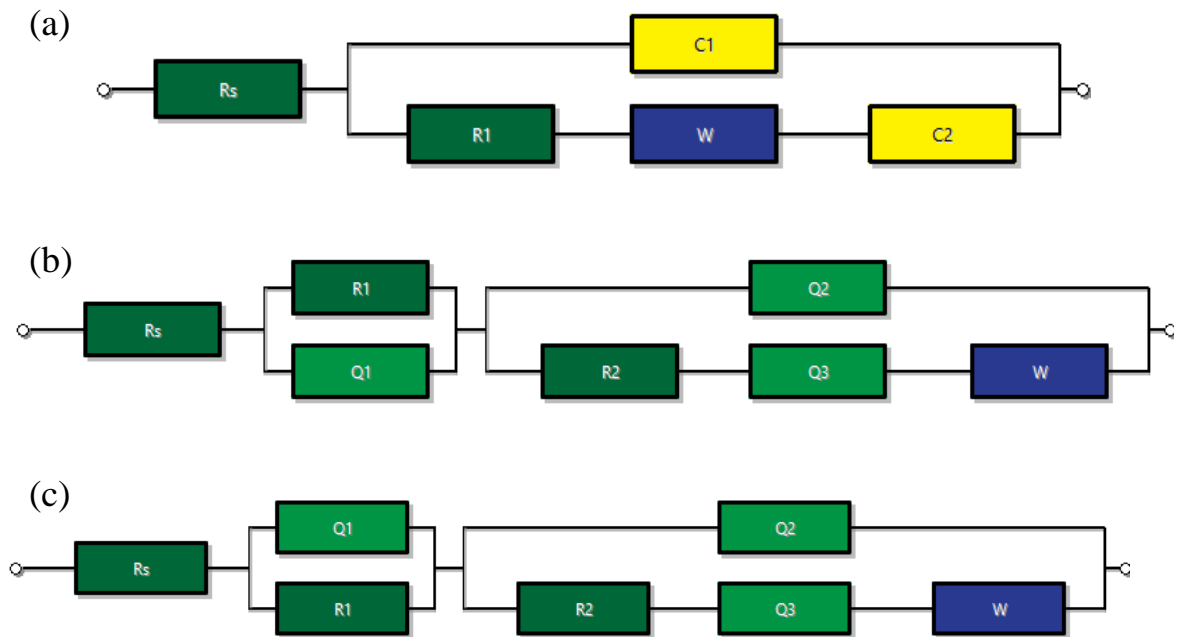 (a)
C1
Rs
R1 W C2
(b)
R1 Q2
Rs
Q1 R2 Q3 W
(c)
Q1 Q2
Rs
R1 R2 Q3 W